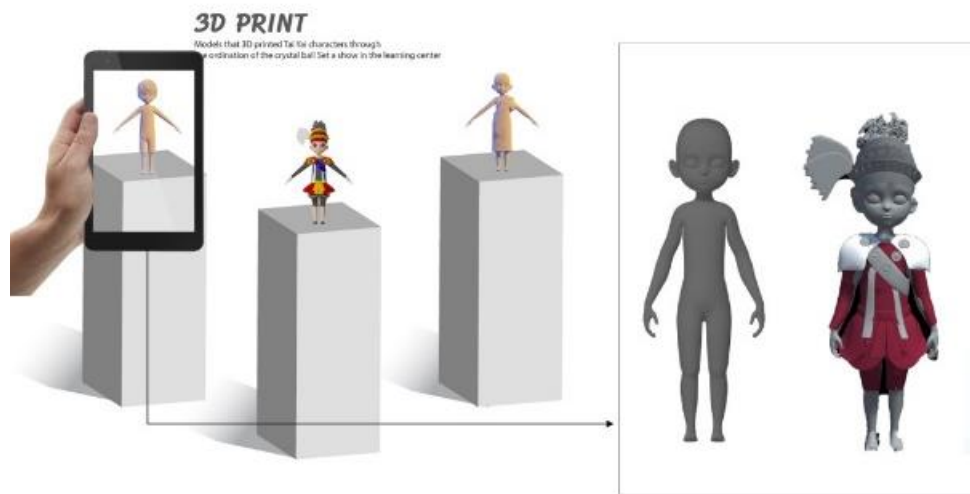 3D PRINT
Models that 3D printed Tai Yai characters through
e ordination of the crystal ball Set a show in the learning center